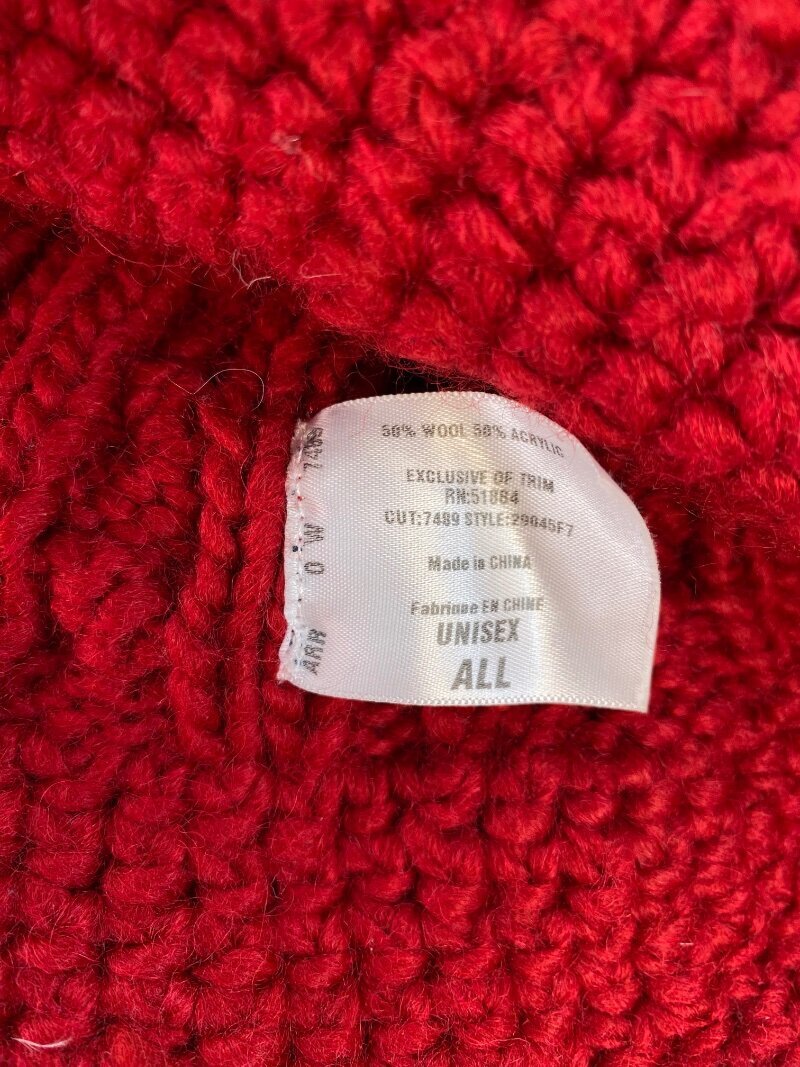 50% WOOL 50% ACRYLIC
EXCLUSIVE OF TRIM
RN:51884
CUT:7489 STYLE:29045F7
Made in CHINA
Fabrique EN CHINE
UNISEX
ALL